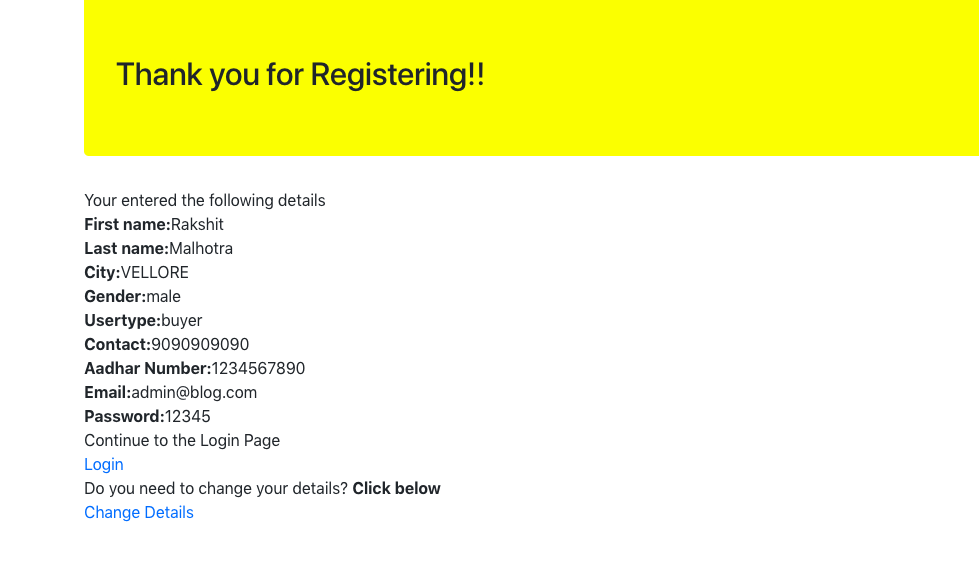 Thank you for Registering!!
Your entered the following details
First name:Rakshit
Last name:Malhotra
City:VELLORE
Gender:male
Usertype:buyer
Contact:9090909090
Aadhar Number:1234567890
Email:admin@blog.com
Password:12345
Continue to the Login Page
Login
Do you need to change your details? Click below
Change Details